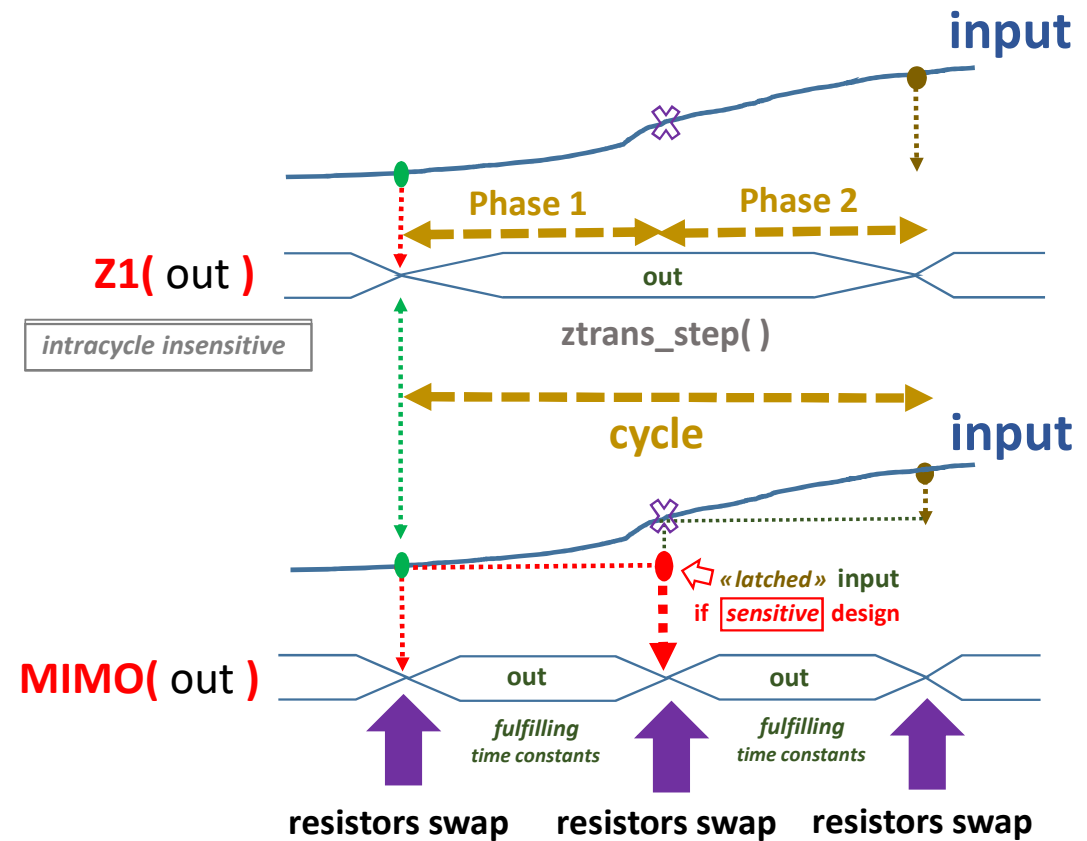 input
Phase 1
Phase 2
Z1( out )
out
intracycle insensitive
ztrans_step( )
cycle
input
«latched» input
if sensitive design
MIMO( out )
out
out
fulfilling
time constants
fulfilling
time constants
resistors swap
resistors swap
resistors swap